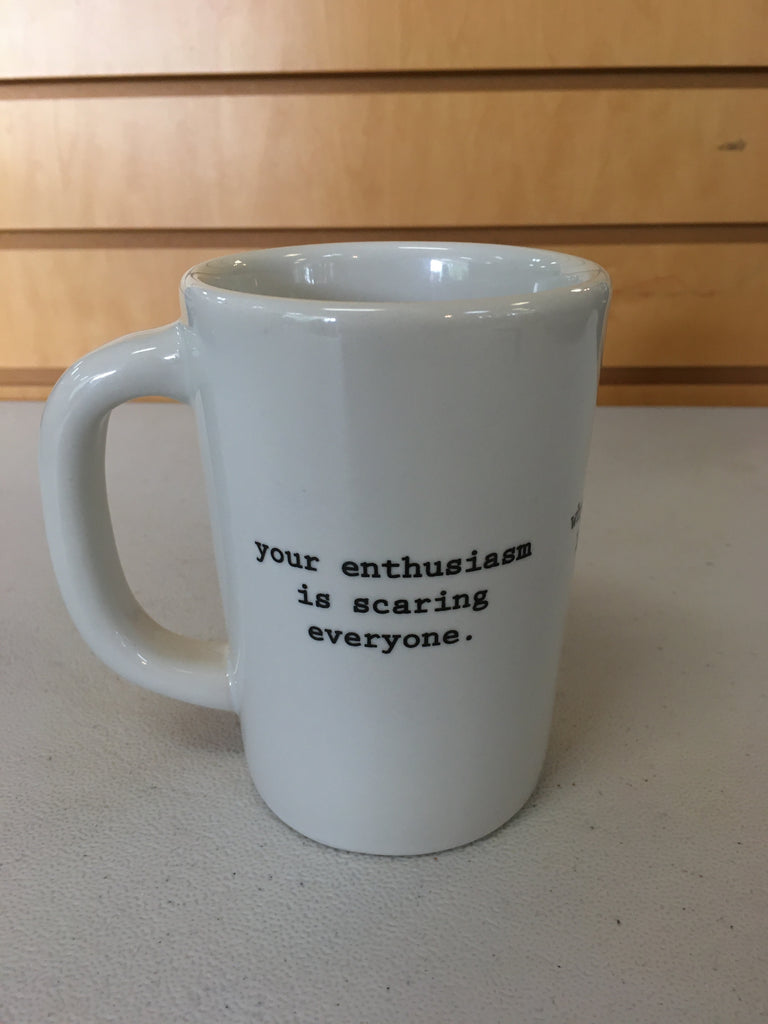 your enthusiasm
is scaring
everyone.